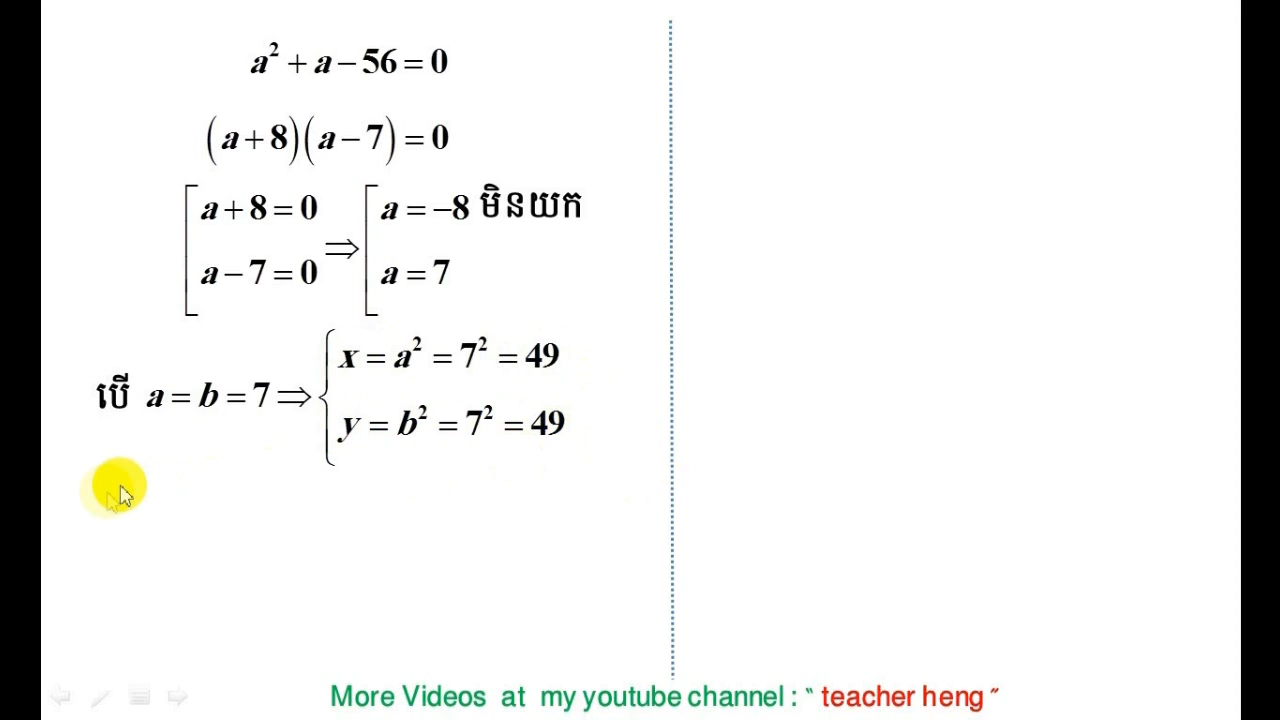 a² + a − 56 = 0
(a + 8)(a − 7) = 0
[ a + 8 = 0 ⇒ [ a = −8 មិនយក
a − 7 = 0 a = 7
x = a² = 7² = 49
បើ a = b = 7 ⇒ {
y = b² = 7² = 49
More Videos at my youtube channel : “ teacher heng ”